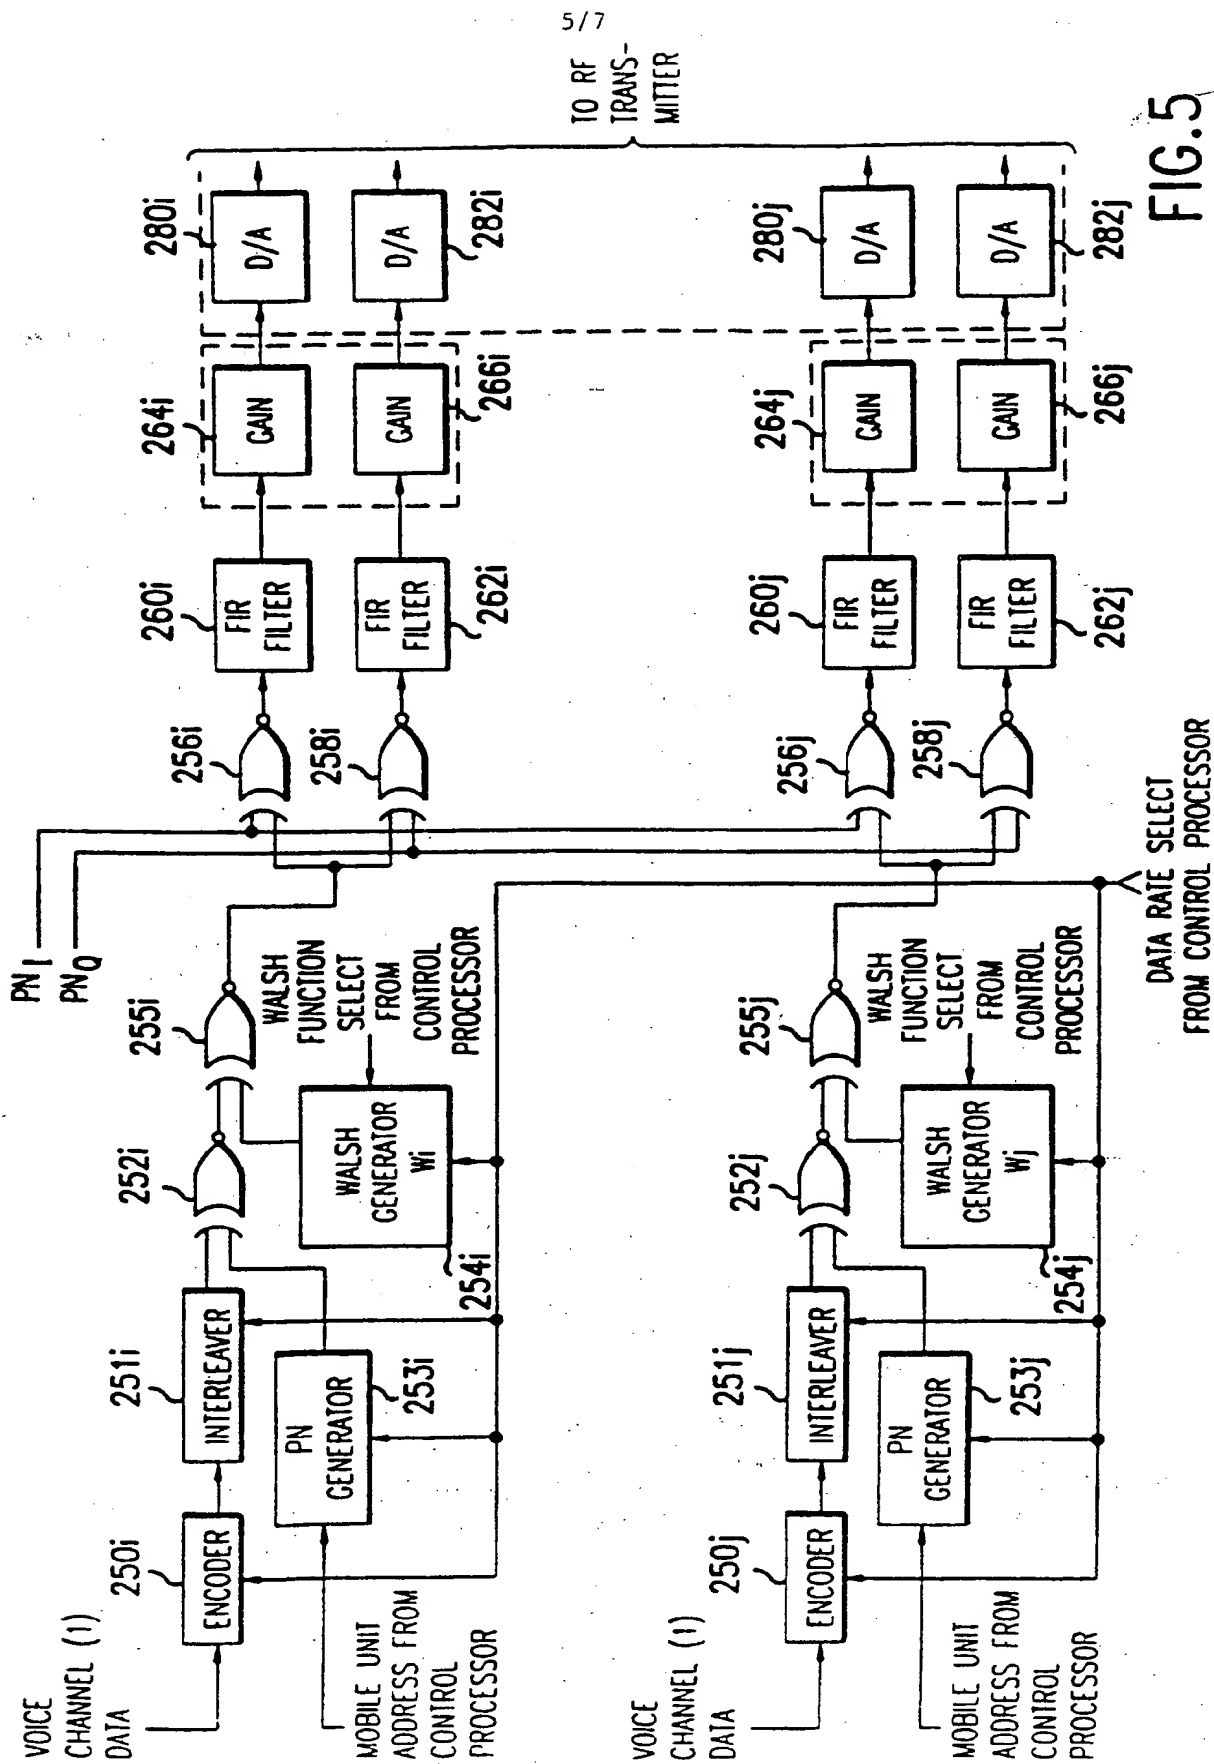 5/7
VOICE
CHANNEL (1)
DATA
250i
ENCODER
251i
INTERLEAVER
MOBILE UNIT
ADDRESS FROM
CONTROL
PROCESSOR
PN
GENERATOR
253i
252i
254i
WALSH
GENERATOR
Wi
255i
WALSH
FUNCTION
SELECT
FROM
CONTROL
PROCESSOR
PNI
PNQ
256i
258i
260i
FIR
FILTER
FIR
FILTER
262i
264i
GAIN
GAIN
266i
280i
D/A
D/A
282i
TO RF
TRANS-
MITTER
VOICE
CHANNEL (1)
DATA
250j
ENCODER
251j
INTERLEAVER
MOBILE UNIT
ADDRESS FROM
CONTROL
PROCESSOR
PN
GENERATOR
253j
252j
254j
WALSH
GENERATOR
Wj
255j
WALSH
FUNCTION
SELECT
FROM
CONTROL
PROCESSOR
256j
258j
260j
FIR
FILTER
FIR
FILTER
262j
264j
GAIN
GAIN
266j
280j
D/A
D/A
282j
DATA RATE SELECT
FROM CONTROL PROCESSOR
FIG.5